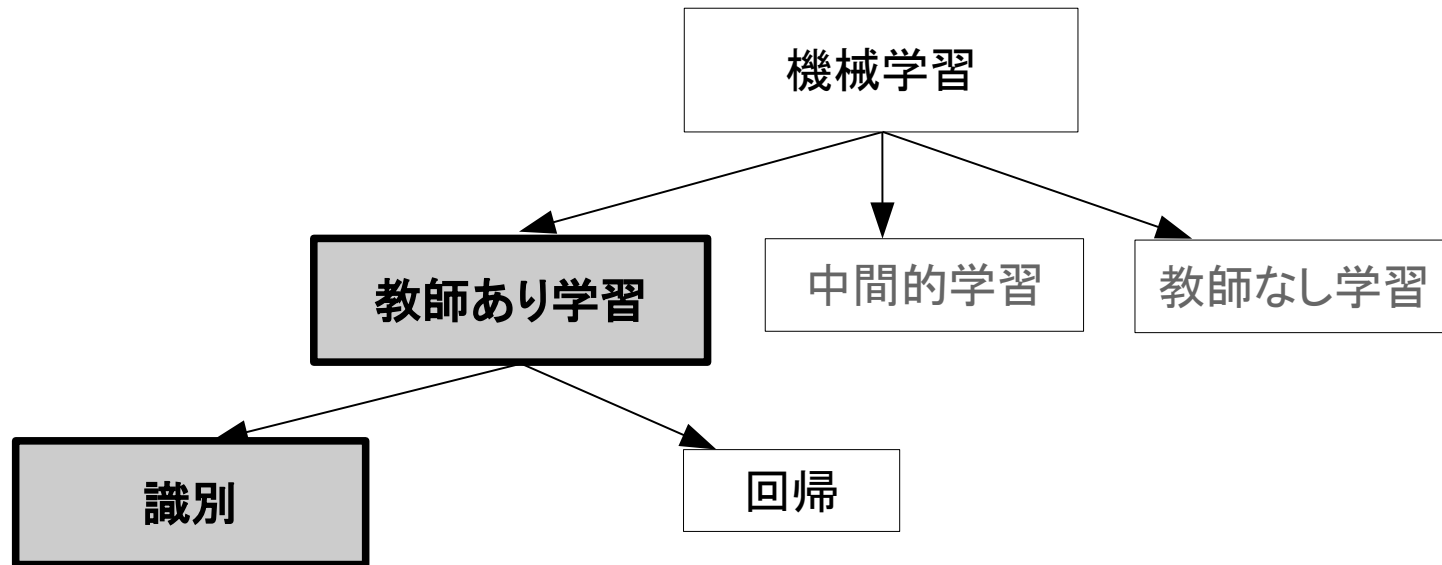 機械学習
教師あり学習
中間的学習
教師なし学習
識別
回帰